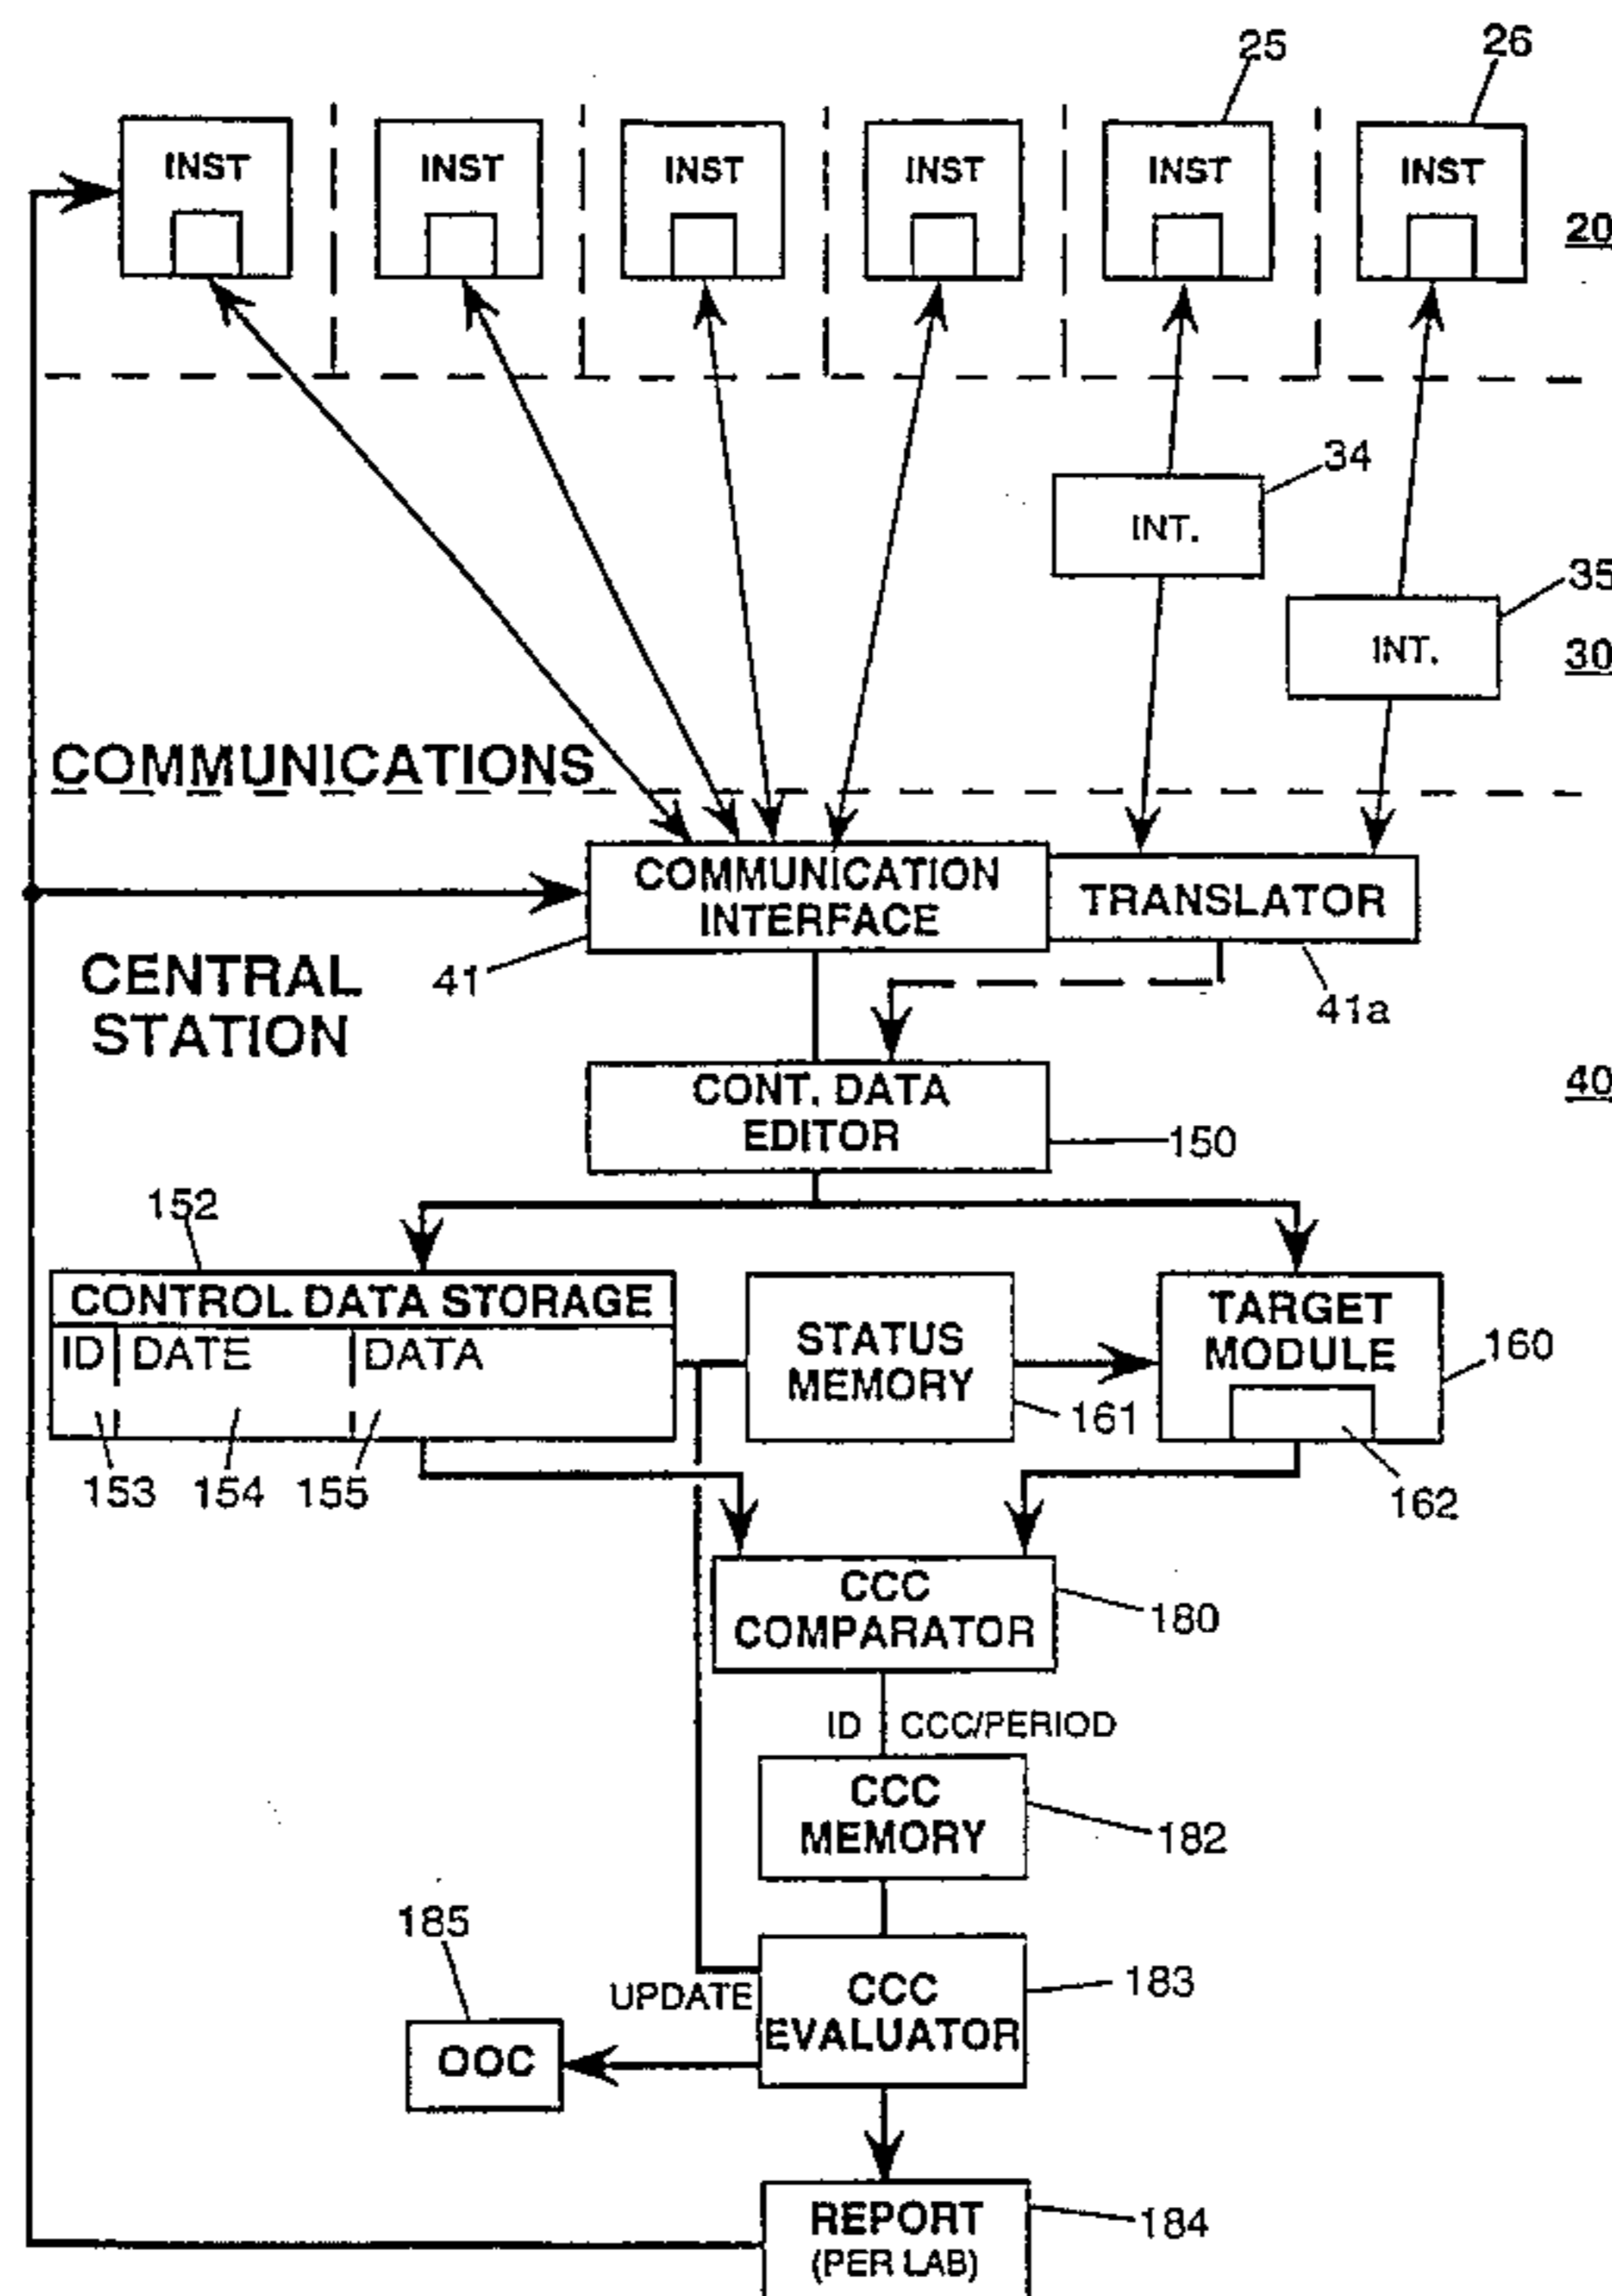 25
26
INST
INST
INST
INST
INST
INST
20
34
INT.
35
INT.
30
COMMUNICATIONS
COMMUNICATION
INTERFACE
TRANSLATOR
CENTRAL
STATION
41
41a
CONT. DATA
EDITOR
40
150
152
CONTROL DATA STORAGE
ID
DATE
DATA
STATUS
MEMORY
TARGET
MODULE
160
161
153
154
155
162
CCC
COMPARATOR
180
ID
CCC/PERIOD
CCC
MEMORY
182
185
UPDATE
CCC
EVALUATOR
183
OOC
REPORT
(PER LAB)
184